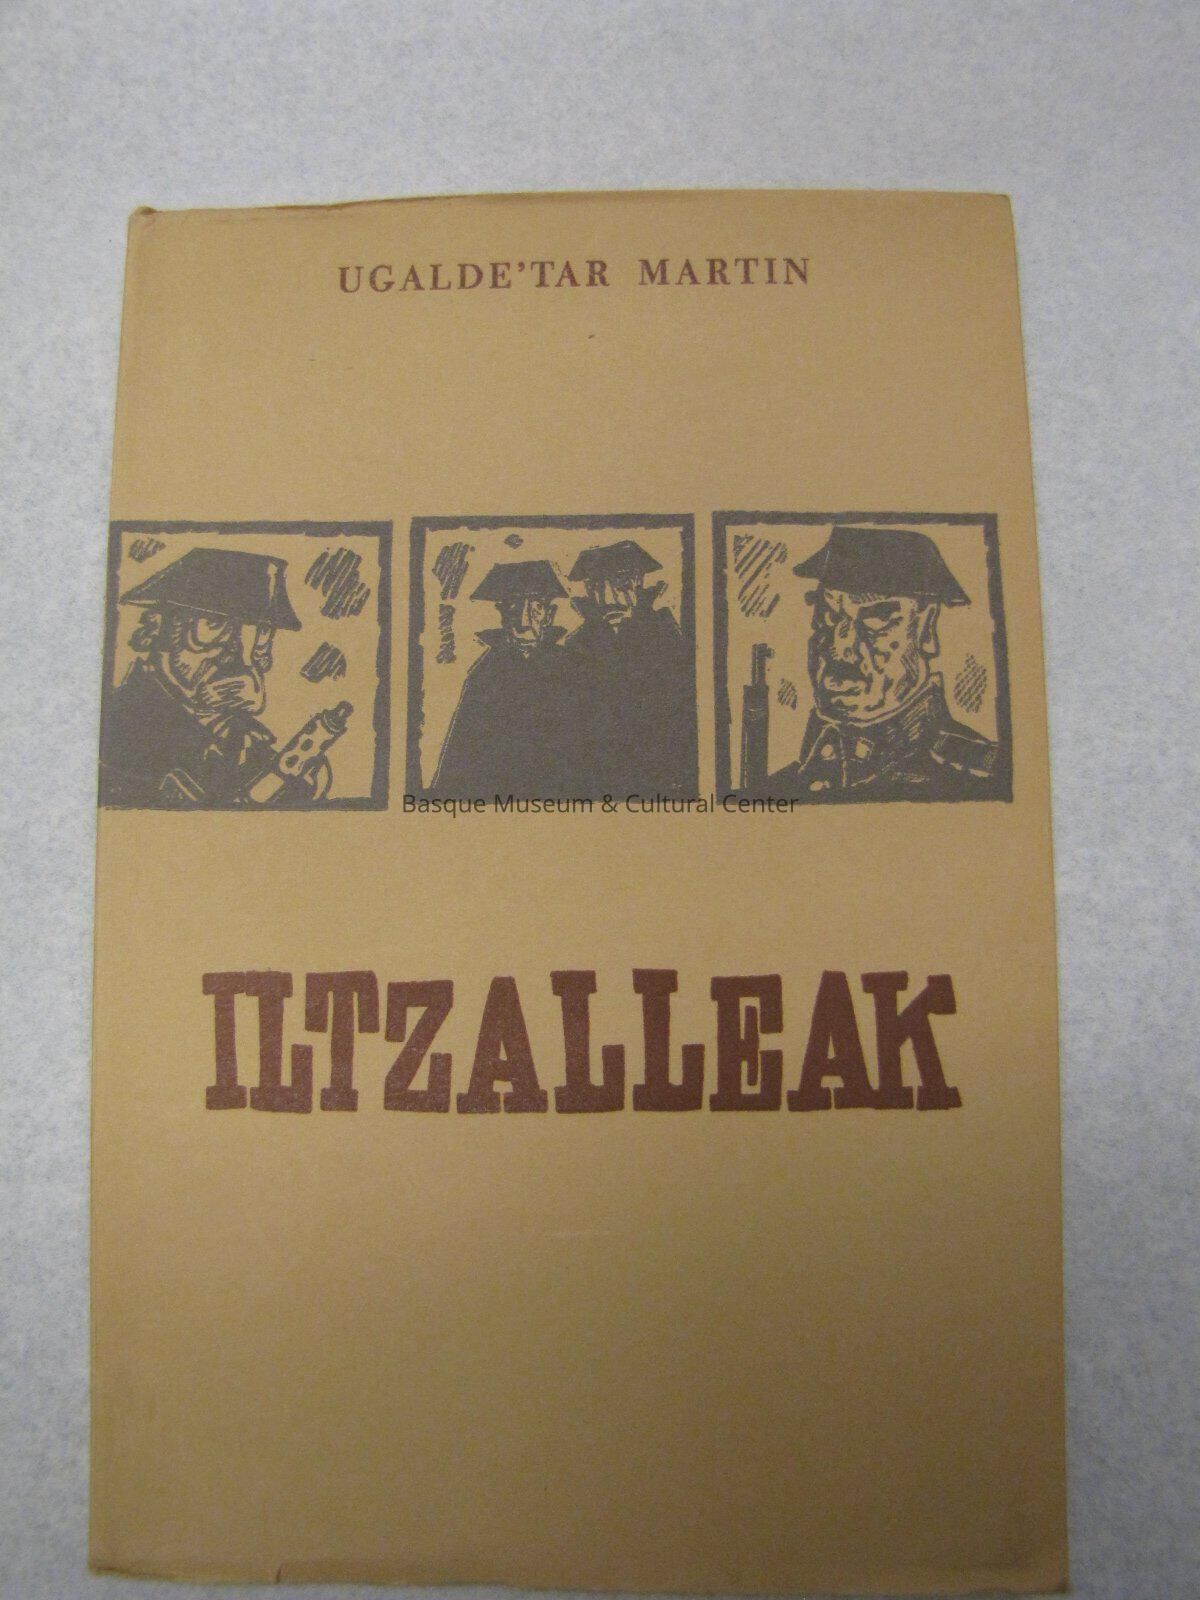 UGALDE'TAR MARTIN
Basque Museum & Cultural Center
ILTZALLEAK